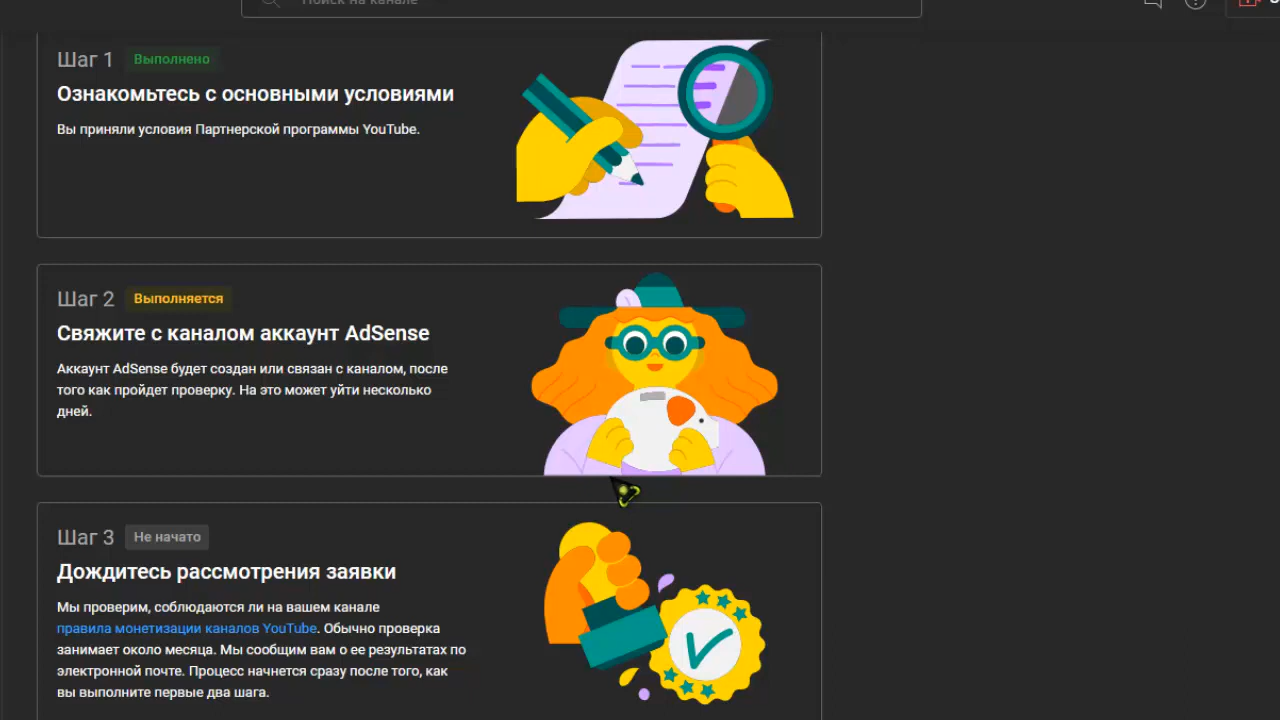 Поиск на канале
Шаг 1 Выполнено
Ознакомьтесь с основными условиями
Вы приняли условия Партнерской программы YouTube.
Шаг 2 Выполняется
Свяжите с каналом аккаунт AdSense
Аккаунт AdSense будет создан или связан с каналом, после
того как пройдет проверку. На это может уйти несколько
дней.
Шаг 3 Не начато
Дождитесь рассмотрения заявки
Мы проверим, соблюдаются ли на вашем канале
правила монетизации каналов YouTube. Обычно проверка
занимает около месяца. Мы сообщим вам о ее результатах по
электронной почте. Процесс начнется сразу после того, как
вы выполните первые два шага.